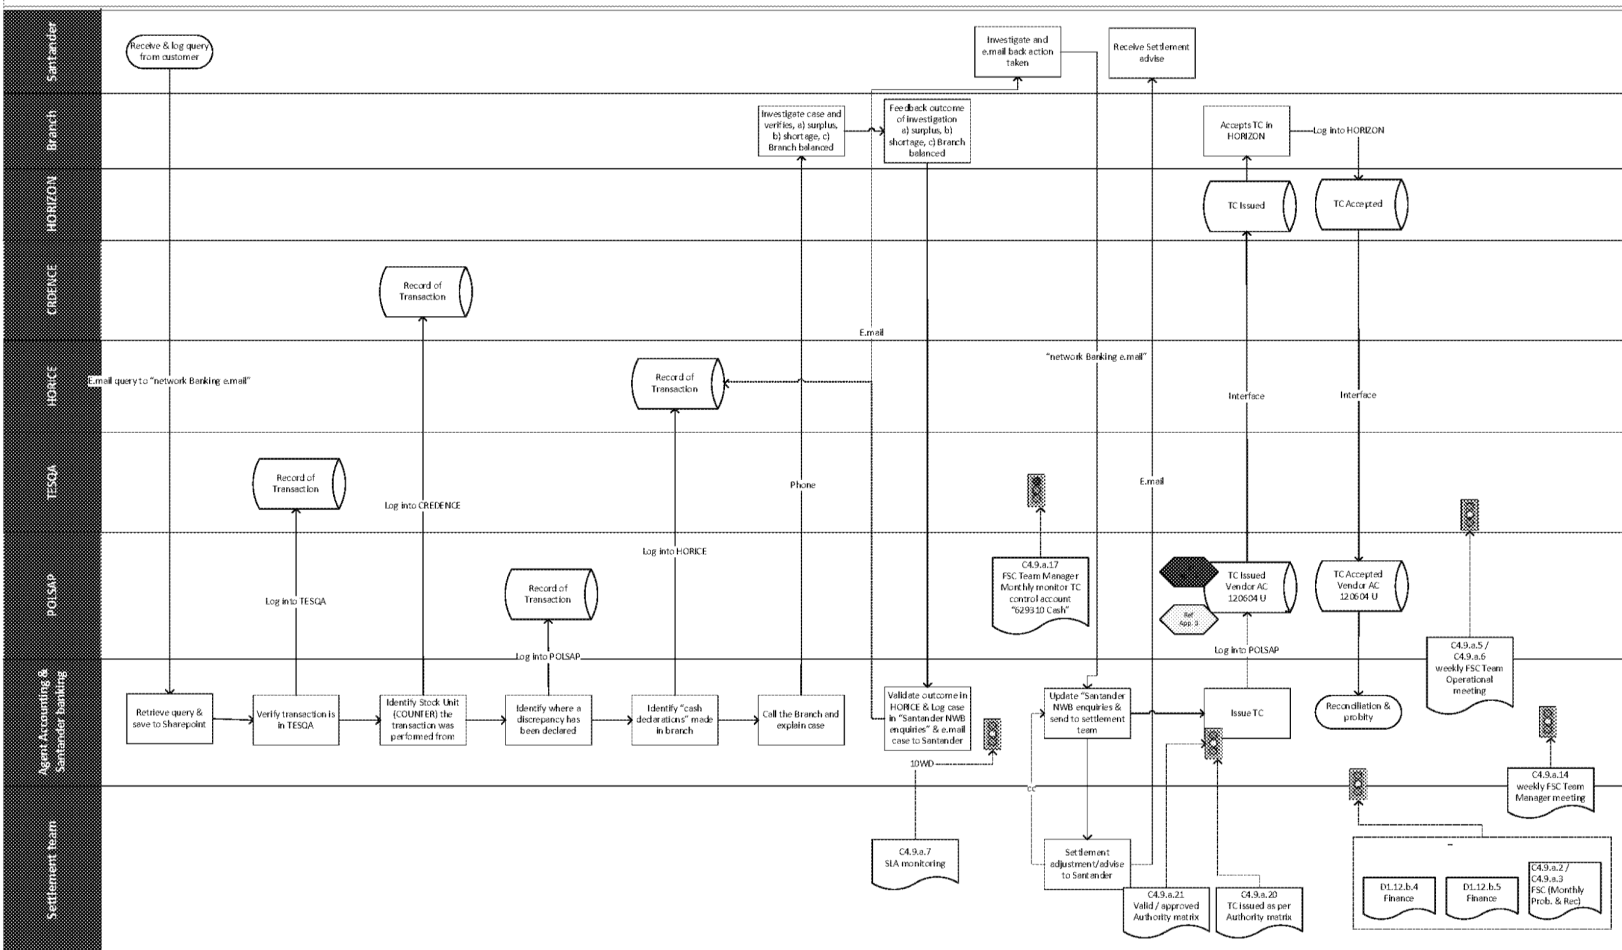 Santander
Branch
HORIZON
CRDENCE
HORICE
TESQA
POLSAP
Agent Accounting &
Santander banking
Settlement team
Receive & log query
from customer
Investigate and
e.mail back action
taken
Receive Settlement
advise
Investigate case and
verifies, a) surplus,
b) shortage, c)
Branch balanced
Feedback outcome
of investigation
a) surplus, b)
shortage, c) Branch
balanced
Accepts TC in
HORIZON
Log into HORIZON
TC Issued
TC Accepted
Record of
Transaction
E.mail
"network Banking e.mail"
E.mail query to "network Banking e.mail"
Record of
Transaction
Interface
Interface
Record of
Transaction
Log into CREDENCE
Phone
E.mail
Log into HORICE
C4.9.a.17
FSC Team Manager
Monthly monitor TC
control account
"629310 Cash"
TC Issued
Vendor AC
120604 U
Ref
App. 3
TC Accepted
Vendor AC
120604 U
Record of
Transaction
Log into TESQA
Log into POLSAP
Log into POLSAP
C4.9.a.5 /
C4.9.a.6
weekly FSC Team
Operational
meeting
Retrieve query &
save to Sharepoint
Verify transaction is
in TESQA
Identify Stock Unit
(COUNTER) the
transaction was
performed from
Identify where a
discrepancy has
been declared
Identify "cash
declarations" made
in branch
Call the Branch and
explain case
Validate outcome in
HORICE & Log case
in "Santander NWB
enquiries" & e.mail
case to Santander
Update "Santander
NWB enquiries &
send to settlement
team
Issue TC
Reconciliation &
probity
10WD
CC
C4.9.a.14
weekly FSC Team
Manager meeting
C4.9.a.7
SLA monitoring
Settlement
adjustment/advise
to Santander
C4.9.a.21
Valid / approved
Authority matrix
C4.9.a.20
TC issued as per
Authority matrix
D1.12.b.4
Finance
D1.12.b.5
Finance
C4.9.a.2 /
C4.9.a.3
FSC (Monthly
Prob. & Rec)